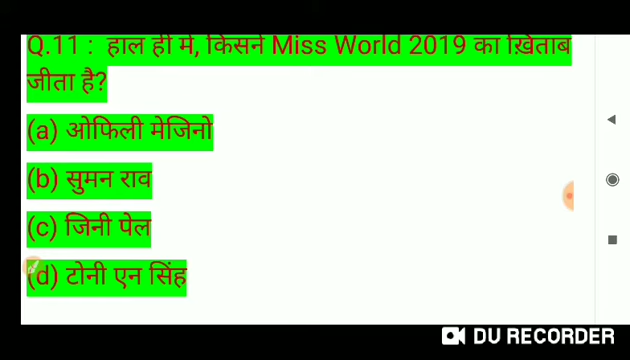 Q.11 : हाल ही में, किसने Miss World 2019 का ख़िताब
जीता है?
(a) ओफिली मेजिनो
(b) सुमन राव
(c) जिनी पेल
(d) टोनी एन सिंह
DU RECORDER